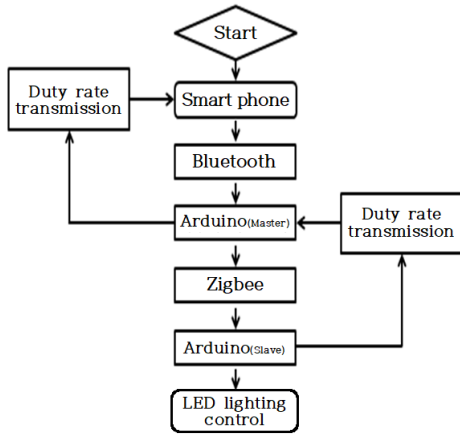 Start
Duty rate
transmission
Smart phone
Bluetooth
Arduino(Master)
Duty rate
transmission
Zigbee
Arduino(Slave)
LED lighting
control